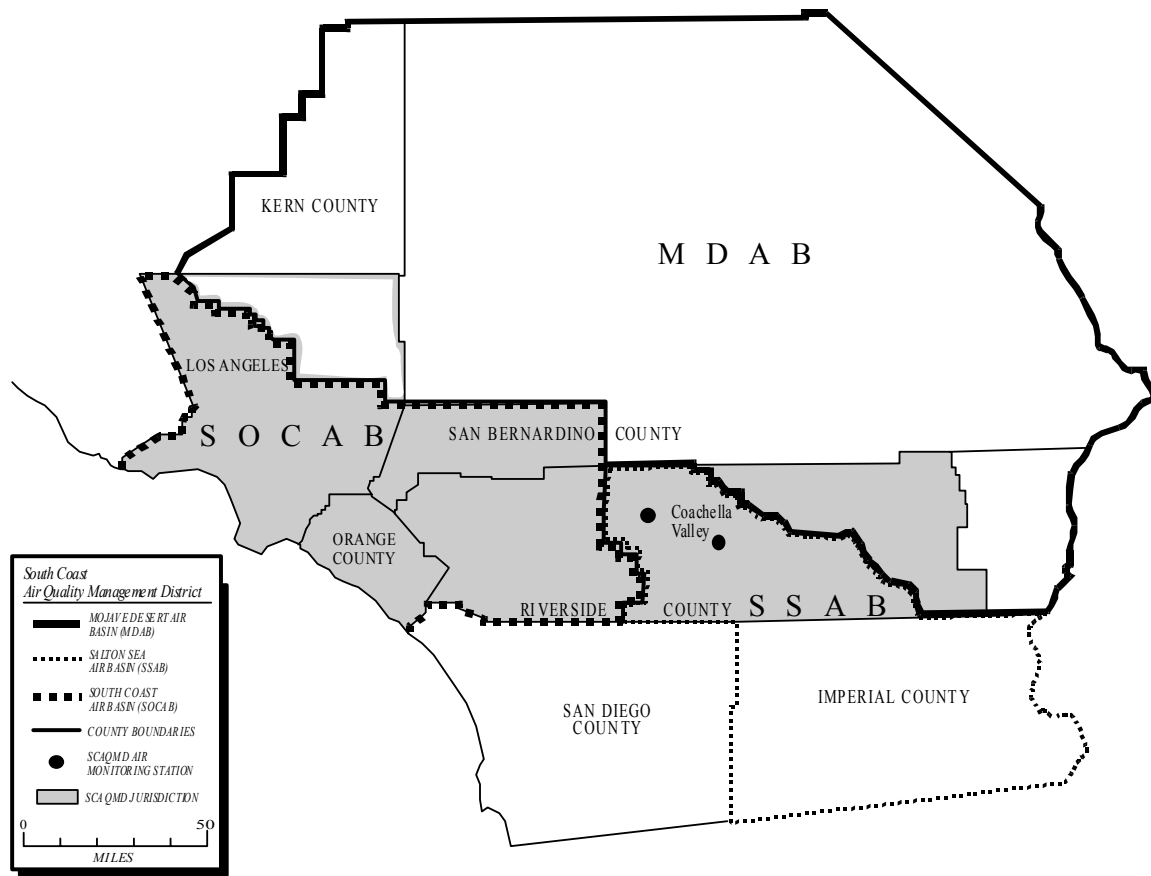 KERN COUNTY
M D A B
LOS ANGELES
S O C A B
SAN BERNARDINO COUNTY
Coachella
Valley
ORANGE
COUNTY
RIVERSIDE COUNTY
S S A B
SAN DIEGO
COUNTY
IMPERIAL COUNTY
South Coast
Air Quality Management District
MOJAVE DESERT AIR
BASIN (MDAB)
SALTON SEA
AIR BASIN (SSAB)
SOUTH COAST
AIR BASIN (SOCAB)
COUNTY BOUNDARIES
SCAQMD AIR
MONITORING STATION
SCAQMD JURISDICTION
0 50
MILES